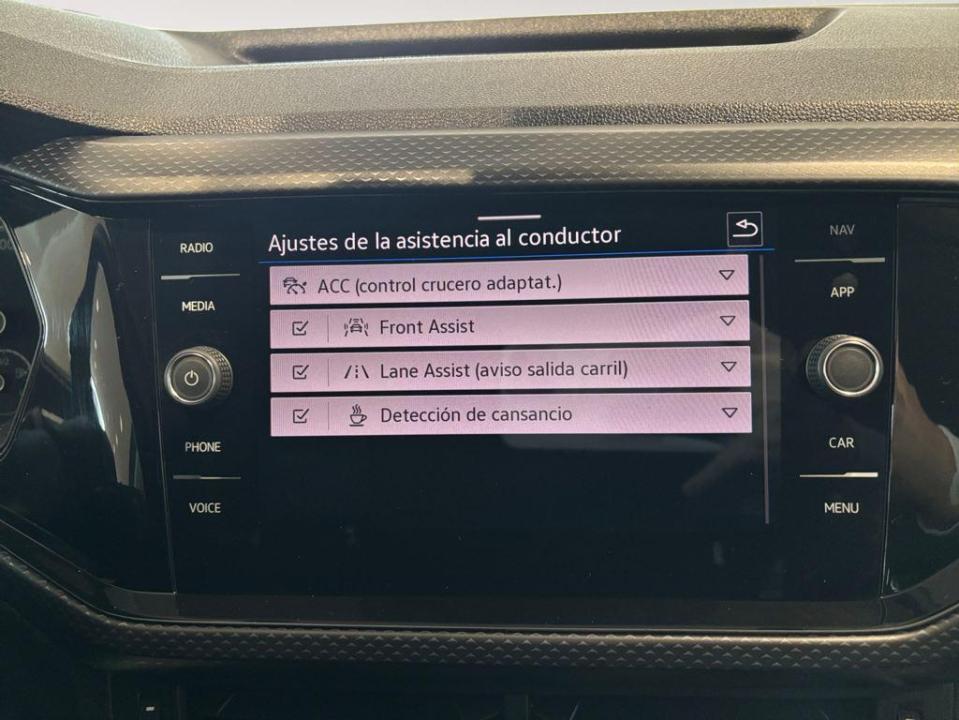 RADIO
MEDIA
PHONE
VOICE
Ajustes de la asistencia al conductor
ACC (control crucero adaptat.)
Front Assist
Lane Assist (aviso salida carril)
Detección de cansancio
NAV
APP
CAR
MENU